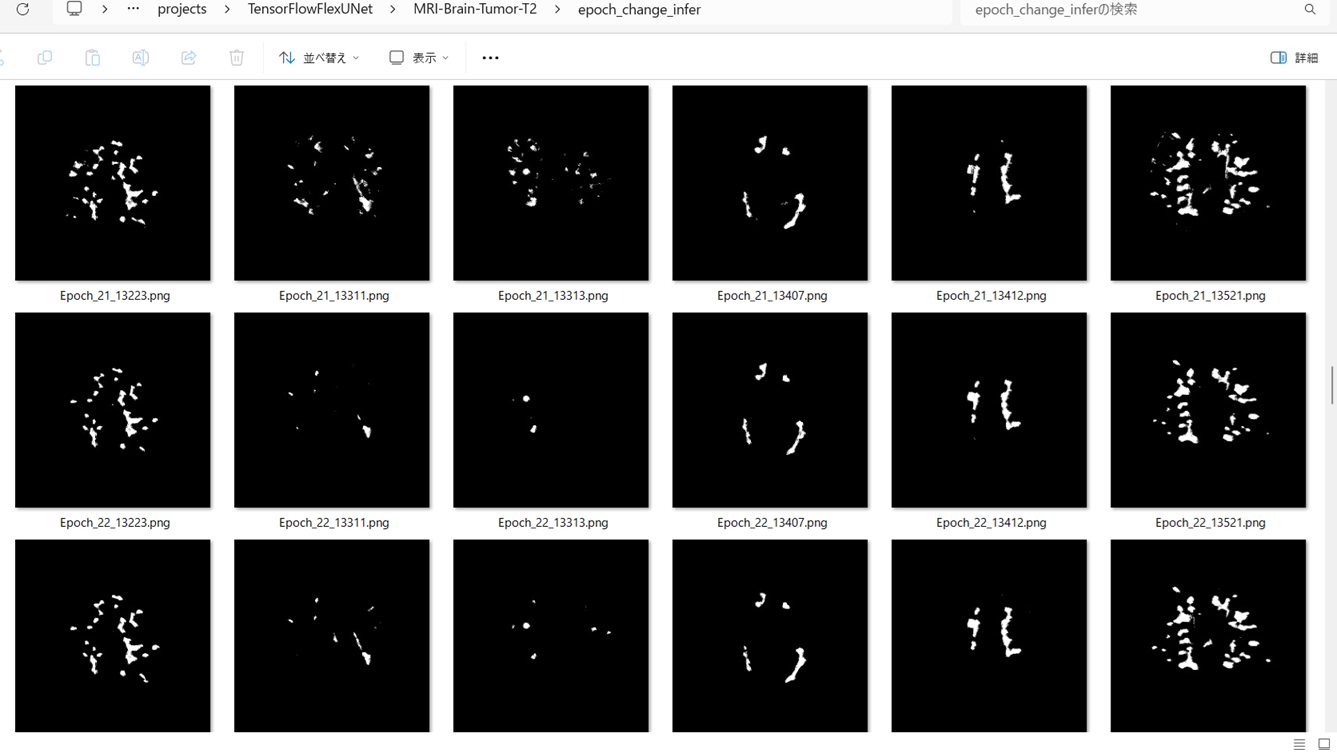 projects > TensorFlowFlexUNet > MRI-Brain-Tumor-T2 > epoch_change_infer
epoch_change_inferの検索
並べ替え 表示 詳細
Epoch_21_13223.png Epoch_21_13311.png Epoch_21_13313.png Epoch_21_13407.png Epoch_21_13412.png Epoch_21_13521.png
Epoch_22_13223.png Epoch_22_13311.png Epoch_22_13313.png Epoch_22_13407.png Epoch_22_13412.png Epoch_22_13521.png